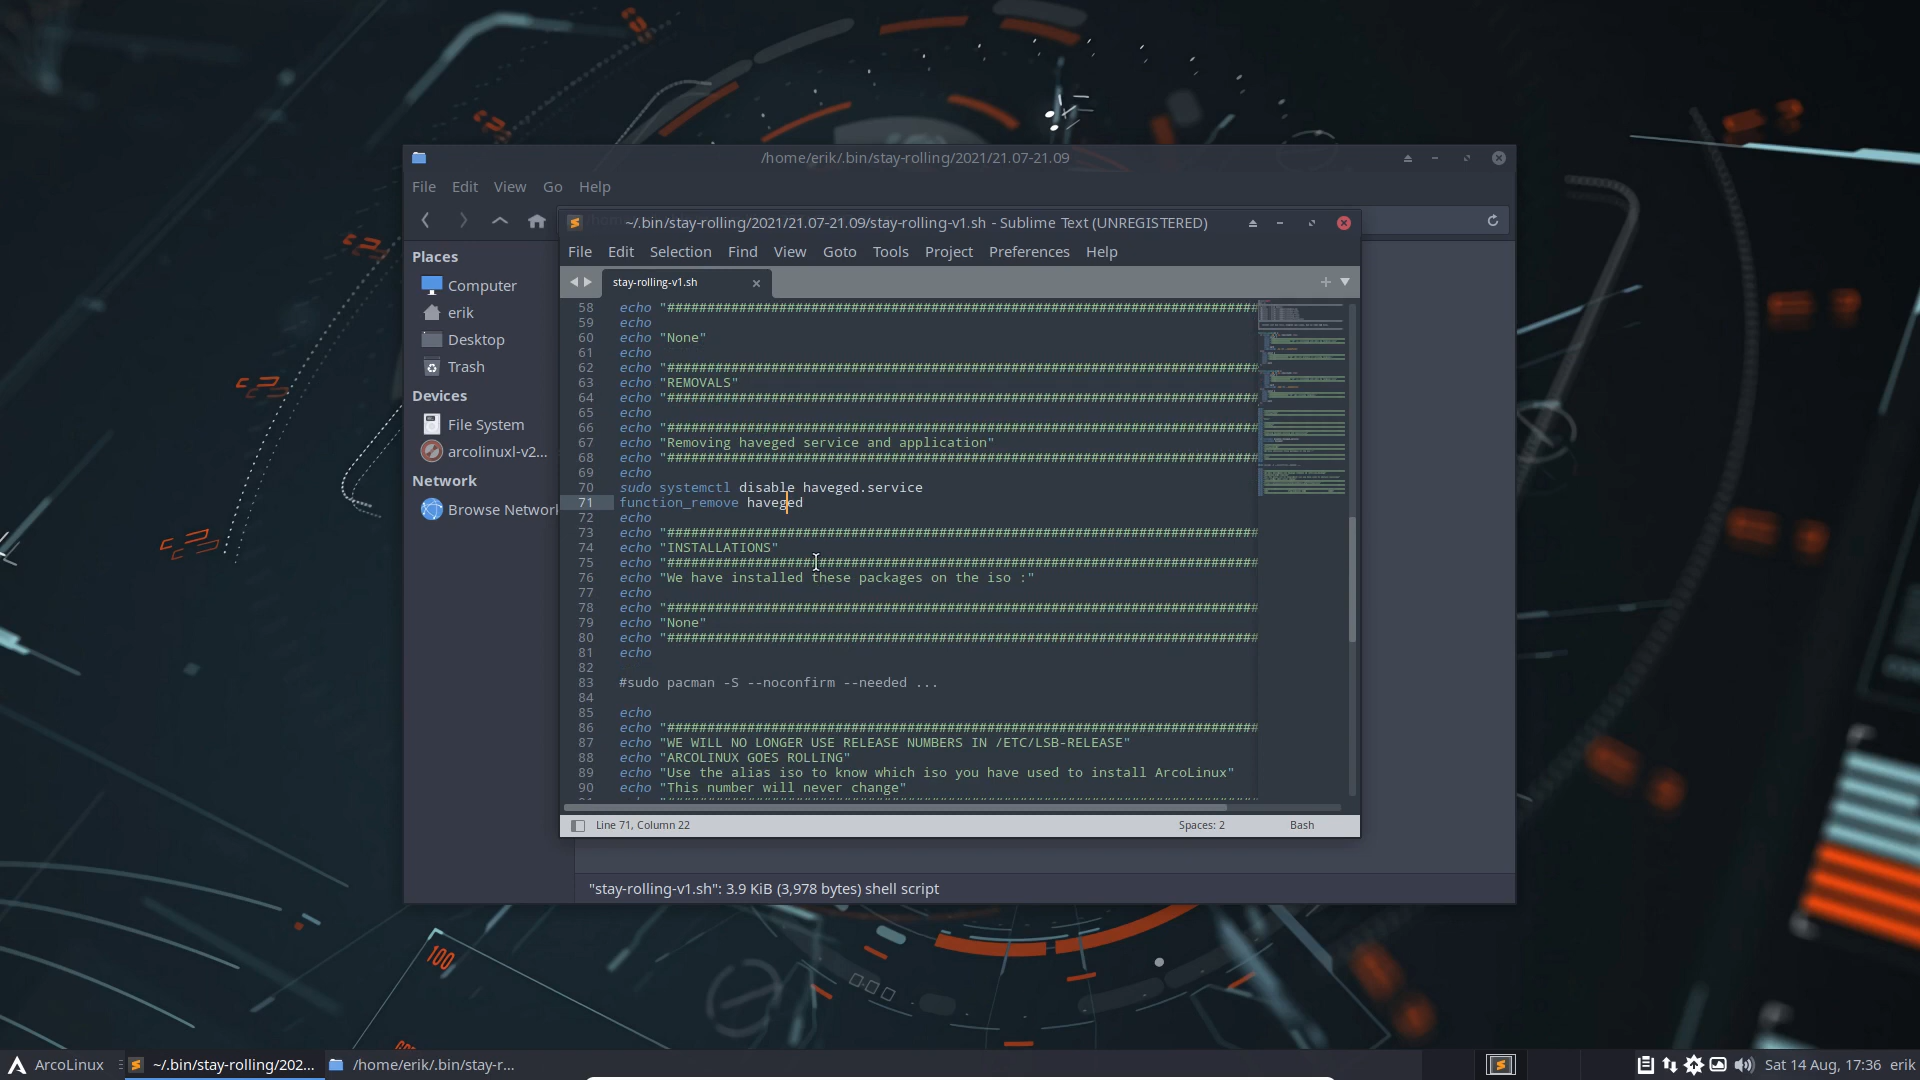 /home/erik/.bin/stay-rolling/2021/21.07-21.09
File Edit View Go Help
Places
Computer
erik
Desktop
Trash
Devices
File System
arcolinuxl-v2...
Network
Browse Network
~/.bin/stay-rolling/2021/21.07-21.09/stay-rolling-v1.sh - Sublime Text (UNREGISTERED)
File Edit Selection Find View Goto Tools Project Preferences Help
stay-rolling-v1.sh
58 echo "##########################################################################
59 echo
60 echo "None"
61 echo
62 echo "##########################################################################
63 echo "REMOVALS"
64 echo "##########################################################################
65 echo
66 echo "##########################################################################
67 echo "Removing haveged service and application"
68 echo "##########################################################################
69 echo
70 sudo systemctl disable haveged.service
71 function_remove haveged
72 echo
73 echo "##########################################################################
74 echo "INSTALLATIONS"
75 echo "##########################################################################
76 echo "We have installed these packages on the iso :"
77 echo
78 echo "##########################################################################
79 echo "None"
80 echo "##########################################################################
81 echo
82
83 #sudo pacman -S --noconfirm --needed ...
84
85 echo
86 echo "##########################################################################
87 echo "WE WILL NO LONGER USE RELEASE NUMBERS IN /ETC/LSB-RELEASE"
88 echo "ARCOLINUX GOES ROLLING"
89 echo "Use the alias iso to know which iso you have used to install ArcoLinux"
90 echo "This number will never change"
Line 71, Column 22
Spaces: 2
Bash
"stay-rolling-v1.sh": 3.9 KiB (3,978 bytes) shell script
100
ArcoLinux
~/.bin/stay-rolling/202...
/home/erik/.bin/stay-r...
Sat 14 Aug, 17:36
erik